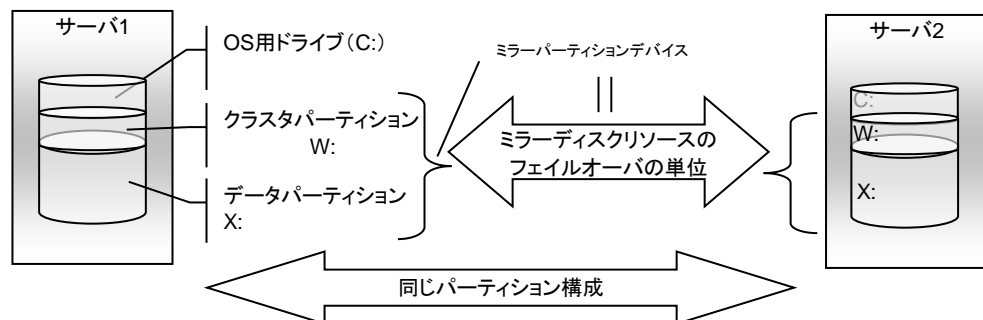 サーバ1
OS用ドライブ(C:)
クラスタパーティション
W:
データパーティション
X:
ミラーパーティションデバイス
||
ミラーディスクリソースの
フェイルオーバの単位
サーバ2
C:
W:
X:
同じパーティション構成